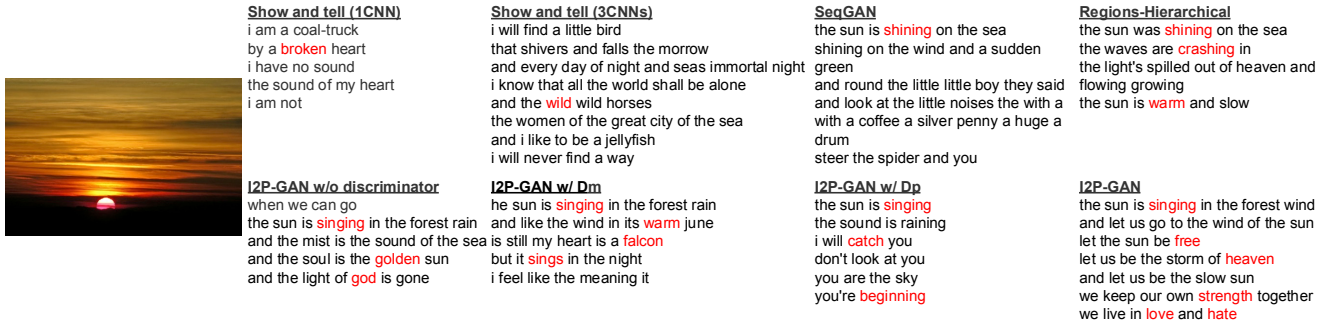 Show and tell (1CNN)
i am a coal-truck
by a broken heart
i have no sound
the sound of my heart
i am not
Show and tell (3CNNs)
i will find a little bird
that shivers and falls the morrow
and every day of night and seas immortal night
i know that all the world shall be alone
and the wild wild horses
the women of the great city of the sea
and i like to be a jellyfish
i will never find a way
SeqGAN
the sun is shining on the sea
shining on the wind and a sudden
green
and round the little little boy they said
and look at the little noises the with a
with a coffee a silver penny a huge a
drum
steer the spider and you
Regions-Hierarchical
the sun was shining on the sea
the waves are crashing in
the light's spilled out of heaven and
flowing growing
the sun is warm and slow
I2P-GAN w/o discriminator
when we can go
the sun is singing in the forest rain
and the mist is the sound of the sea
and the soul is the golden sun
and the light of god is gone
I2P-GAN w/ Dm
he sun is singing in the forest rain
and like the wind in its warm june
is still my heart is a falcon
but it sings in the night
i feel like the meaning it
I2P-GAN w/ Dp
the sun is singing
the sound is raining
i will catch you
don't look at you
you are the sky
you're beginning
I2P-GAN
the sun is singing in the forest wind
and let us go to the wind of the sun
let the sun be free
let us be the storm of heaven
and let us be the slow sun
we keep our own strength together
we live in love and hate